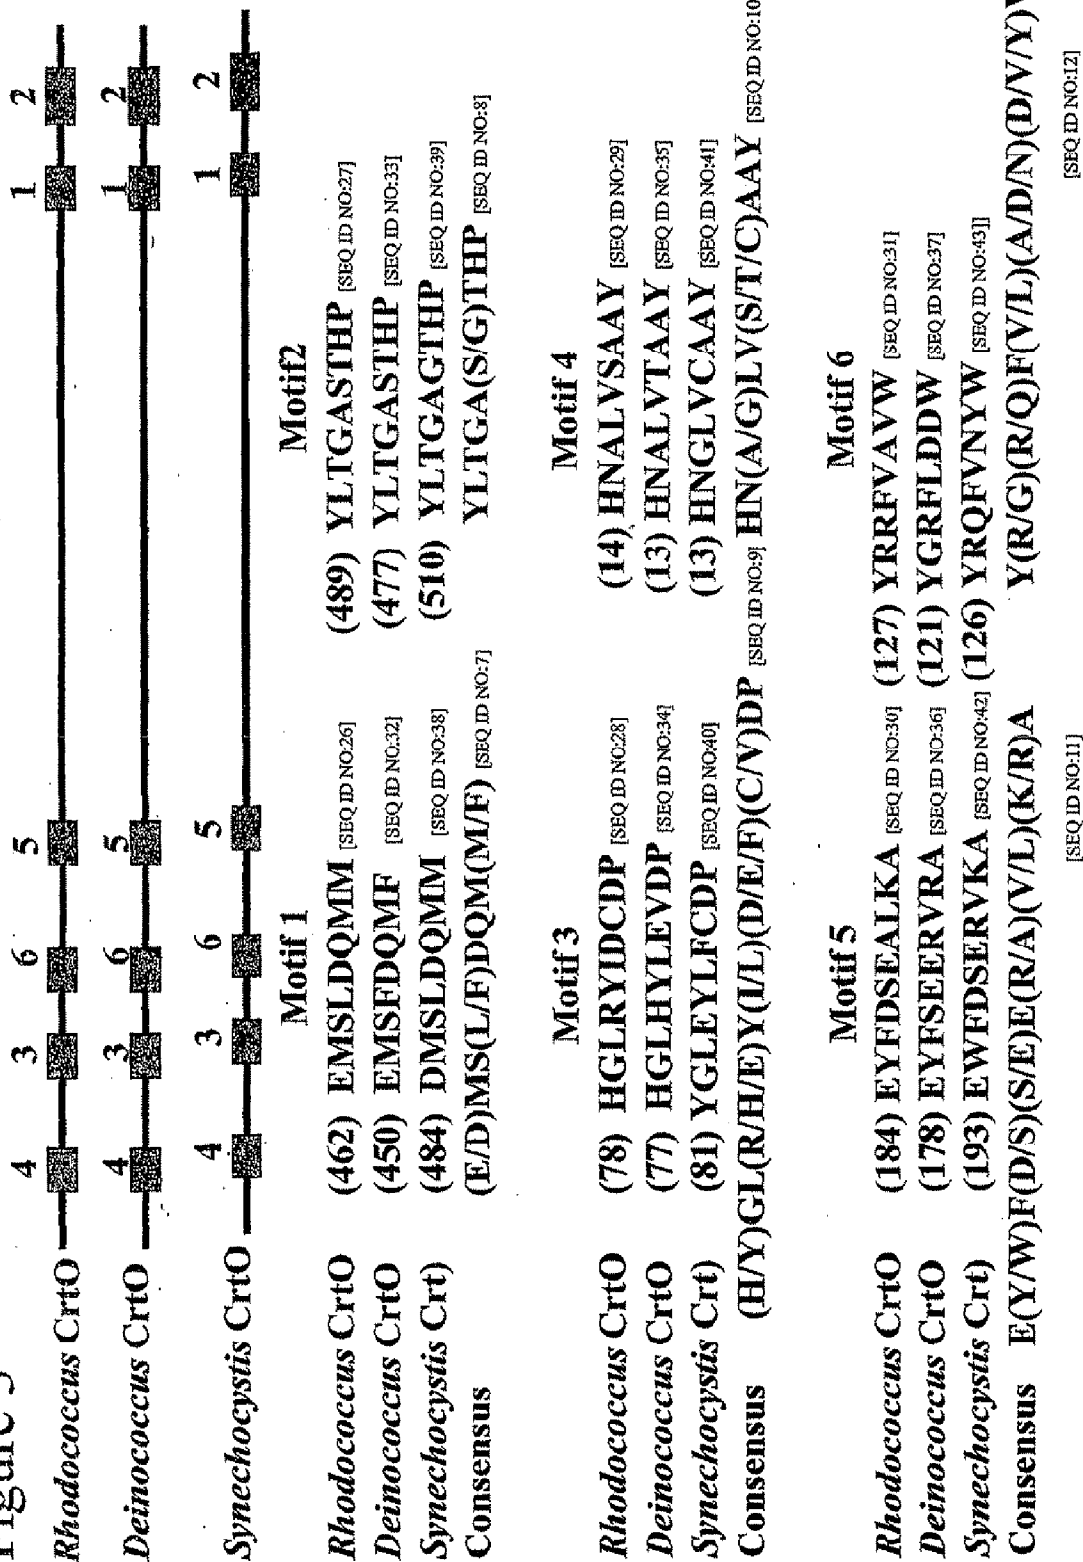 Figure 3
4 3 6 5 1 2
Rhodococcus CrtO
4 3 6 5 1 2
Deinococcus CrtO
4 3 6 5 1 2
Synechocystis CrtO
Motif 1 Motif2
Rhodococcus CrtO (462) EMSLDQMM [SEQ ID NO:26] (489) YLTGASTHP [SEQ ID NO:27]
Deinococcus CrtO (450) EMSFDQMF [SEQ ID NO:32] (477) YLTGASTHP [SEQ ID NO:33]
Synechocystis Crt) (484) DMSLDQMM [SEQ ID NO:38] (510) YLTGAGTHP [SEQ ID NO:39]
Consensus (E/D)MS(L/F)DQM(M/F) [SEQ ID NO:7] YLTGA(S/G)THP [SEQ ID NO:8]
Motif 3 Motif 4
Rhodococcus CrtO (78) HGLRYIDCDP [SEQ ID NO:28] (14) HNALVSAAY [SEQ ID NO:29]
Deinococcus CrtO (77) HGLHYLEVDP [SEQ ID NO:34] (13) HNALVTAAY [SEQ ID NO:35]
Synechocystis Crt) (81) YGLEYLFCDP [SEQ ID NO:40] (13) HNGLVCAAY [SEQ ID NO:41]
Consensus (H/Y)GL(R/H/E)Y(I/L)(D/E/F)(C/V)DP [SEQ ID NO:9] HN(A/G)LV(S/T/C)AAY [SEQ ID NO:10
Motif 5 Motif 6
Rhodococcus CrtO (184) EYFDSEALKA [SEQ ID NO:30] (127) YRRFVAVW [SEQ ID NO:31]
Deinococcus CrtO (178) EYFSEERVRA [SEQ ID NO:36] (121) YGRFLDDW [SEQ ID NO:37]
Synechocystis Crt) (193) EWFDSERVKA [SEQ ID NO:42] (126) YRQFVNYW [SEQ ID NO:43]]
Consensus E(Y/W)F(D/S)(S/E)E(R/A)(V/L)(K/R)A Y(R/G)(R/Q)F(V/L)(A/D/N)(D/V/Y)
[SEQ ID NO:11] [SEQ ID NO:12]